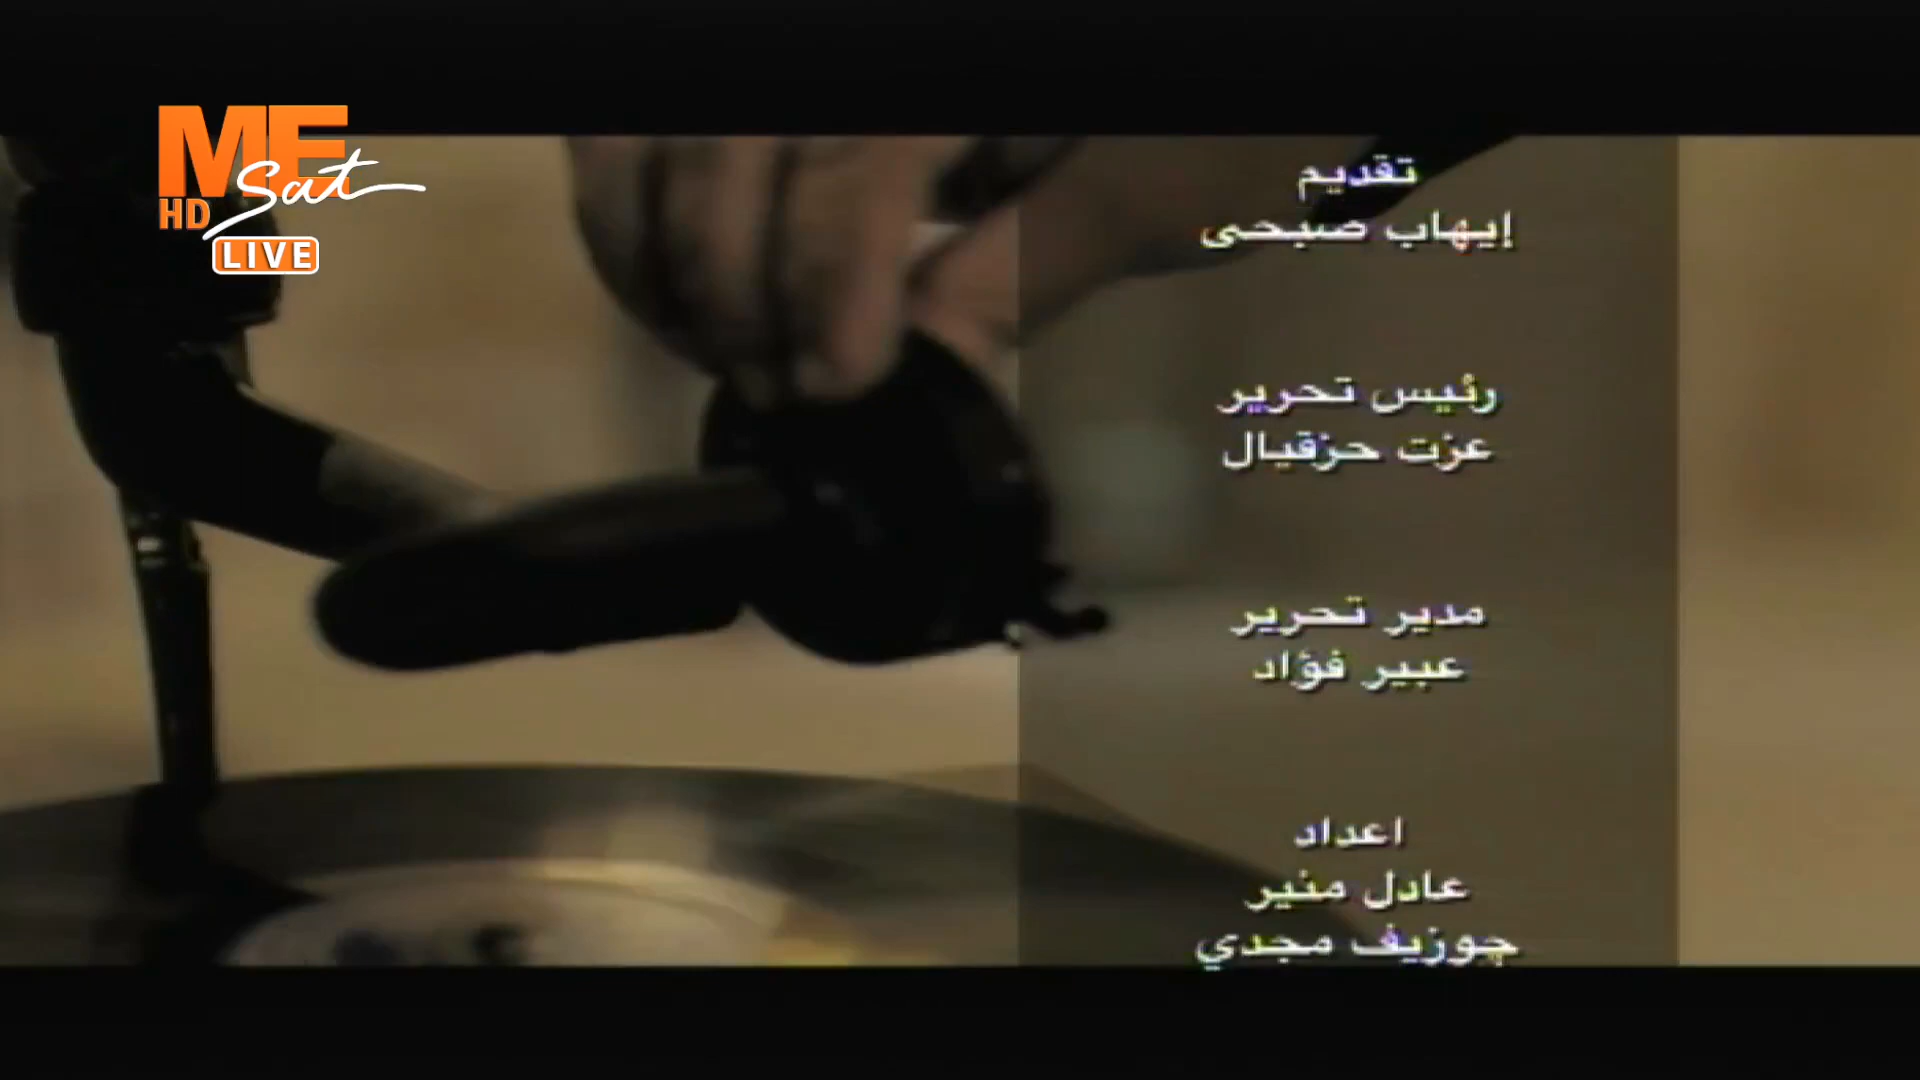 ME
Sat
HD
LIVE
تقديم
إيهاب صبحى
رئيس تحرير
عزت حزقيال
مدير تحرير
عبير فؤاد
اعداد
عادل منير
چوزيف مجدي